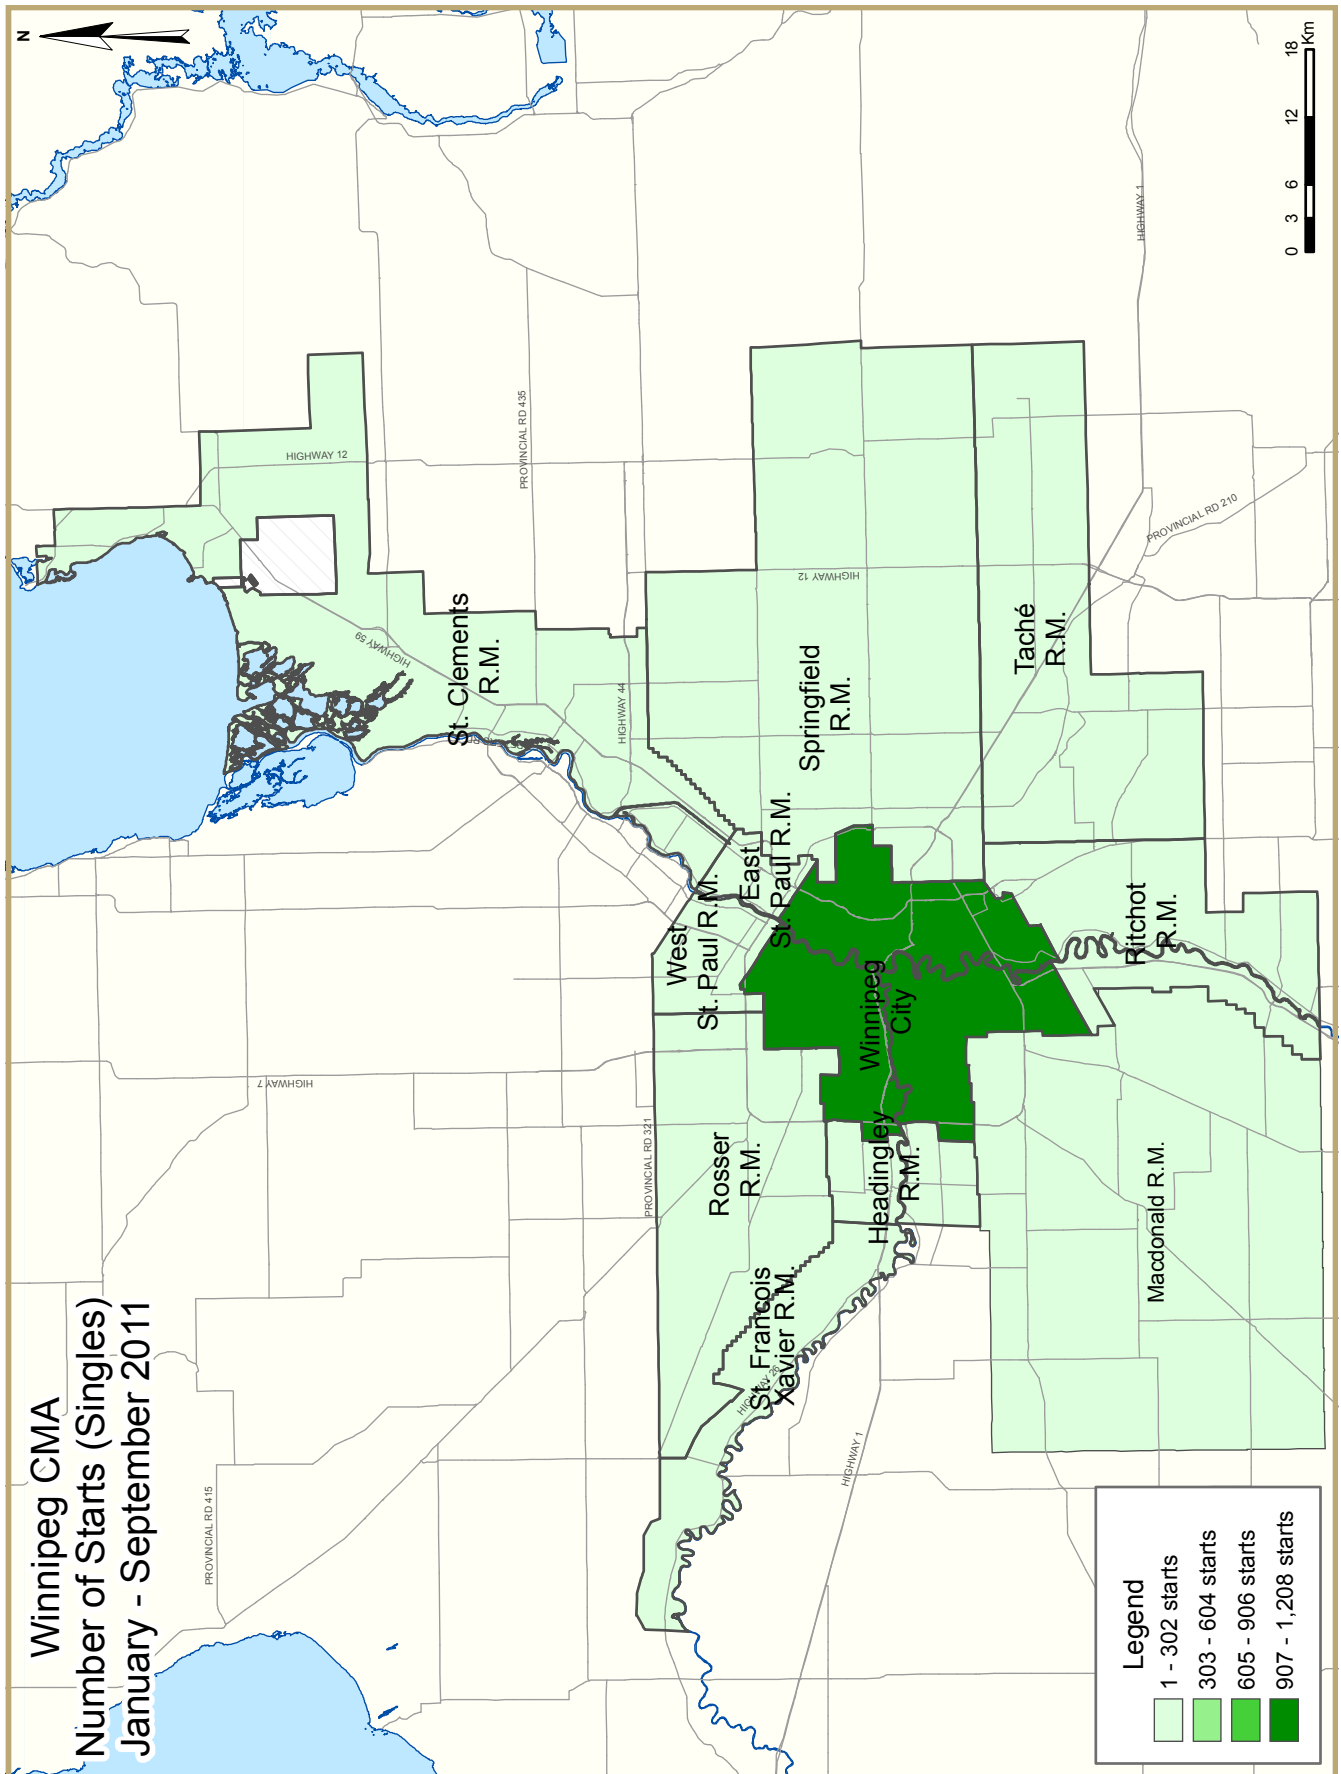 Winnipeg CMA
Number of Starts (Singles)
January - September 2011
N
PROVINCIAL RD 415
HIGHWAY 7
PROVINCIAL RD 321
HIGHWAY 12
PROVINCIAL RD 435
HIGHWAY 59
St. Clements
R.M.
HIGHWAY 44
West
St. Paul R.M.
East
St. Paul R.M.
Springfield
R.M.
HIGHWAY 12
Rosser
R.M.
St. François
Xavier R.M.
HIGHWAY 26
Headingley
R.M.
Winnipeg
City
HIGHWAY 1
Taché
R.M.
Ritchot
R.M.
Macdonald R.M.
HIGHWAY 1
PROVINCIAL RD 210
Legend
1 - 302 starts
303 - 604 starts
605 - 906 starts
907 - 1,208 starts
0 3 6 12 18
Km